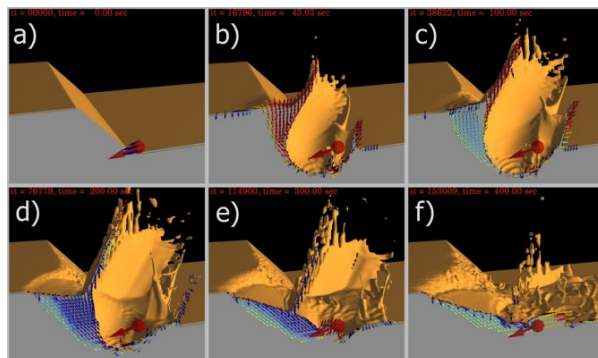 a)
it = 00000, time = 0.00 sec
b)
it = 16796, time = 43.03 sec
c)
it = 38622, time = 100.00 sec
d)
it = 76779, time = 200.00 sec
e)
it = 114900, time = 300.00 sec
f)
it = 153009, time = 400.00 sec